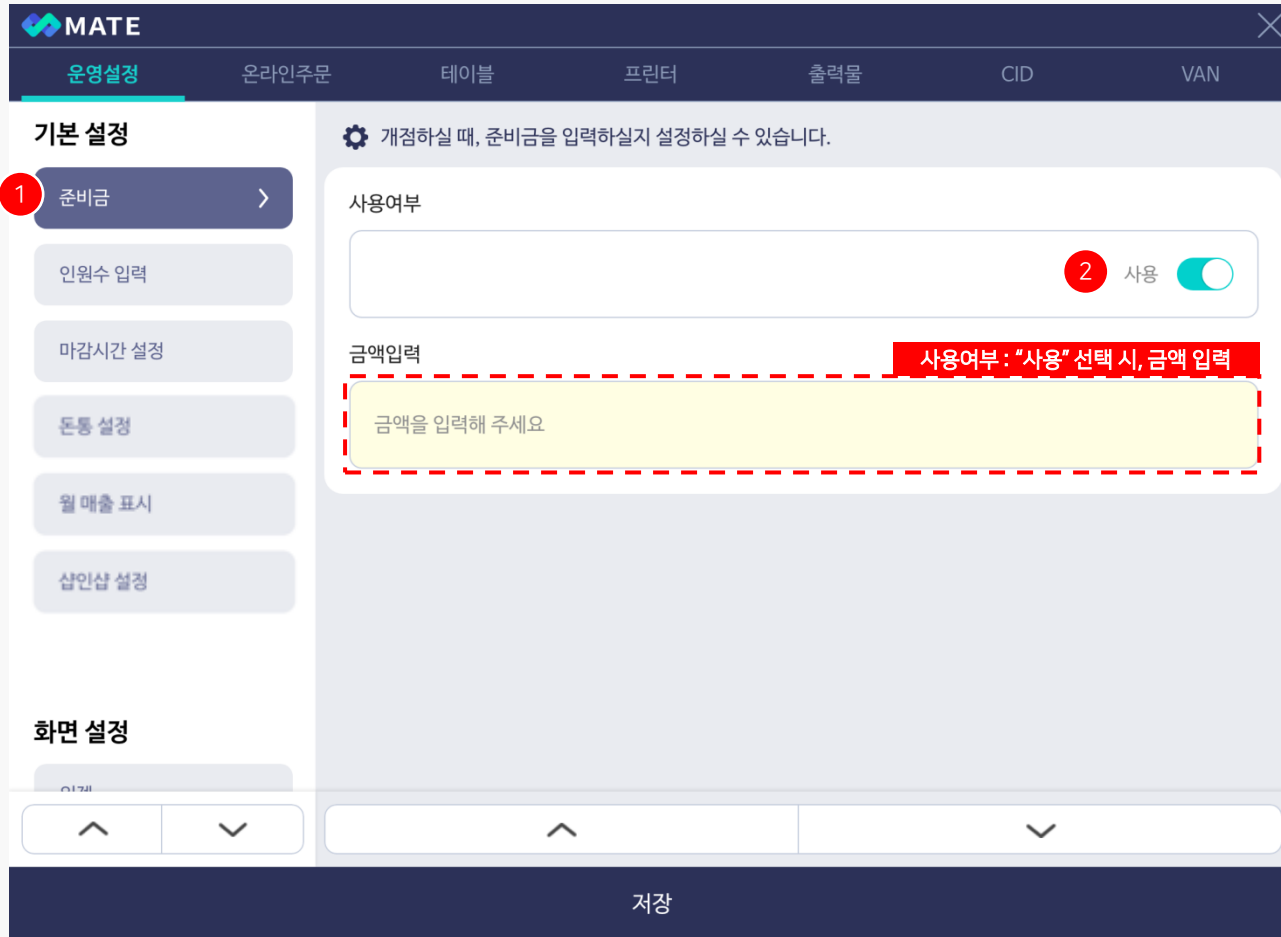 MATE
운영설정 온라인주문 테이블 프린터 출력물 CID VAN
기본 설정
개점하실 때, 준비금을 입력하실지 설정하실 수 있습니다.
1 준비금
사용여부
인원수 입력
2 사용
마감시간 설정
금액입력
사용여부 : “사용” 선택 시, 금액 입력
돈통 설정
금액을 입력해 주세요
월 매출 표시
샵인샵 설정
화면 설정
저장